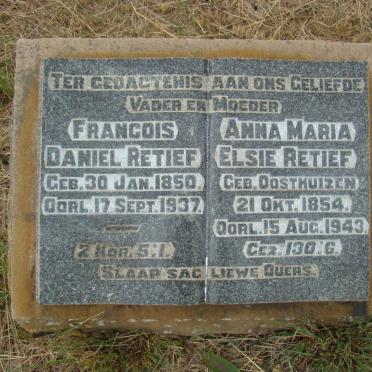 TER GEDAGTENIS AAN ONS GELIEFDE
VADER EN MOEDER
FRANCOIS
DANIEL RETIEF
GEB. 30 JAN. 1850.
OORL. 17 SEPT. 1937.
2 KOR. 5:1.
ANNA MARIA
ELSIE RETIEF
GEB. OOSTHUIZEN
21 OKT. 1854.
OORL. 15 AUG. 1943
GEZ. 130:6.
SLAAP SAG LIEWE OUERS.